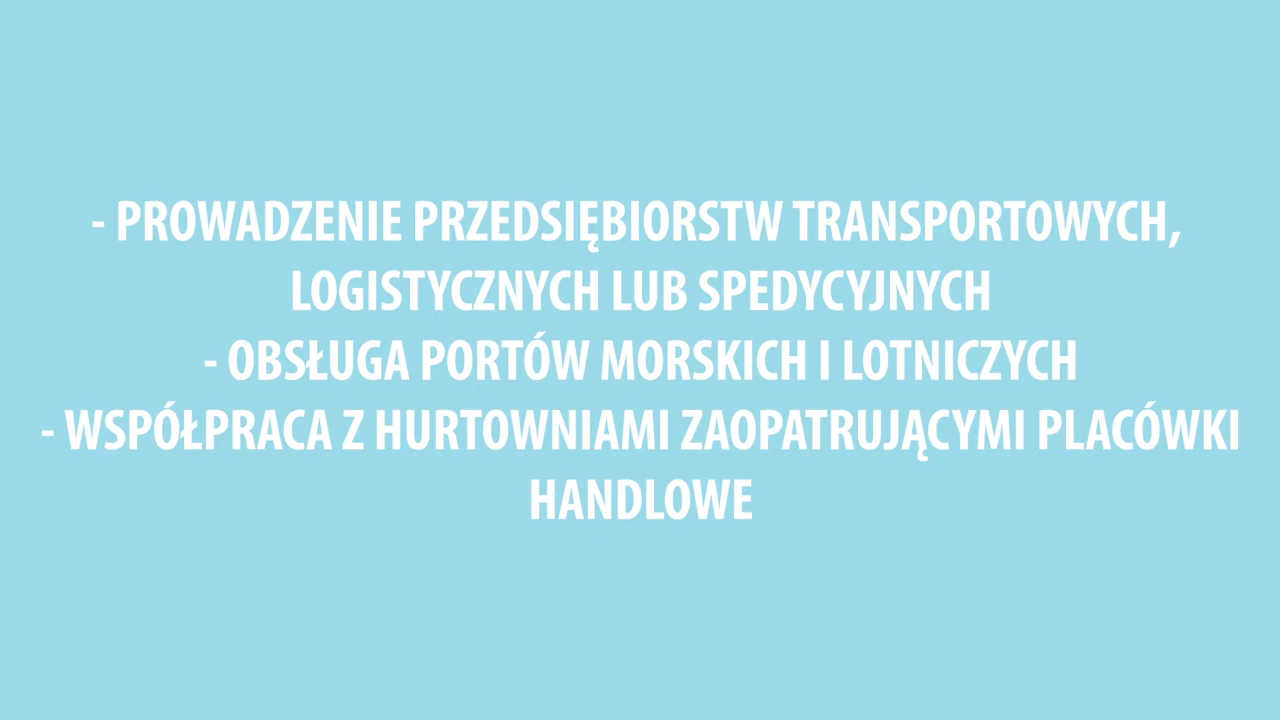 - PROWADZENIE PRZEDSIĘBIORSTW TRANSPORTOWYCH,
LOGISTYCZNYCH LUB SPEDYCYJNYCH
- OBSŁUGA PORTÓW MORSKICH I LOTNICZYCH
- WSPÓŁPRACA Z HURTOWNIAMI ZAOPATRUJĄCYMI PLACÓWKI
HANDLOWE